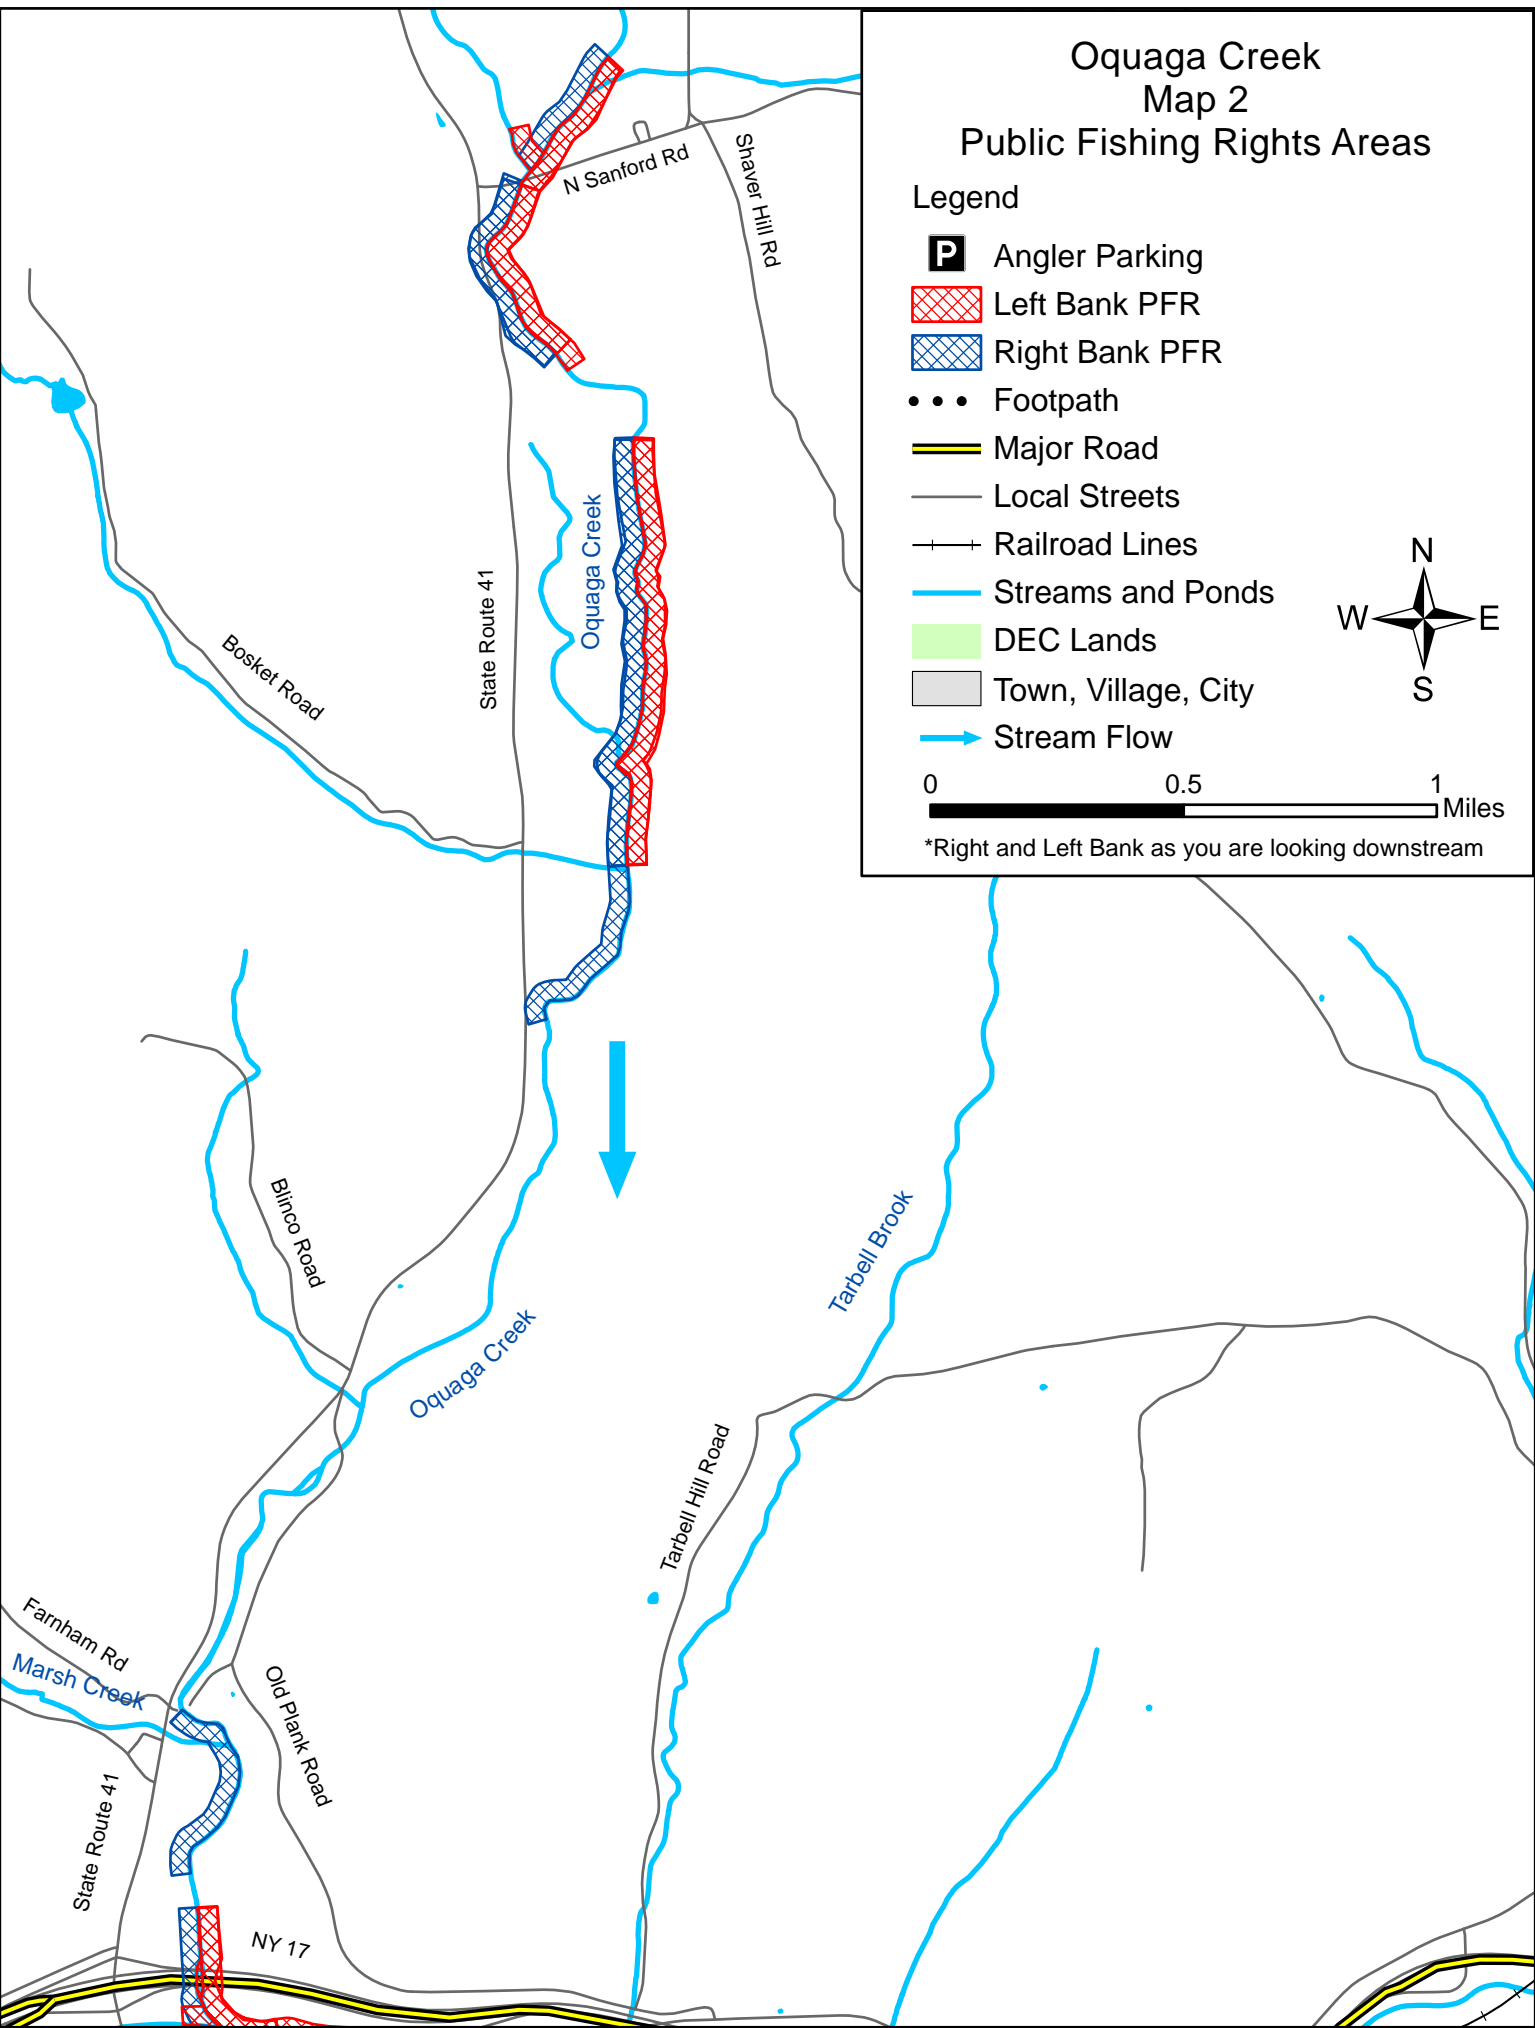 Oquaga Creek
Map 2
Public Fishing Rights Areas
Legend
P Angler Parking
Left Bank PFR
Right Bank PFR
Footpath
Major Road
Local Streets
Railroad Lines
Streams and Ponds
DEC Lands
Town, Village, City
Stream Flow
N
W E
S
0 0.5 1
Miles
*Right and Left Bank as you are looking downstream
N Sanford Rd
Shaver Hill Rd
Oquaga Creek
State Route 41
Bosket Road
Blinco Road
Tarbell Brook
Oquaga Creek
Tarbell Hill Road
Farnham Rd
Marsh Creek
Old Plank Road
State Route 41
NY 17